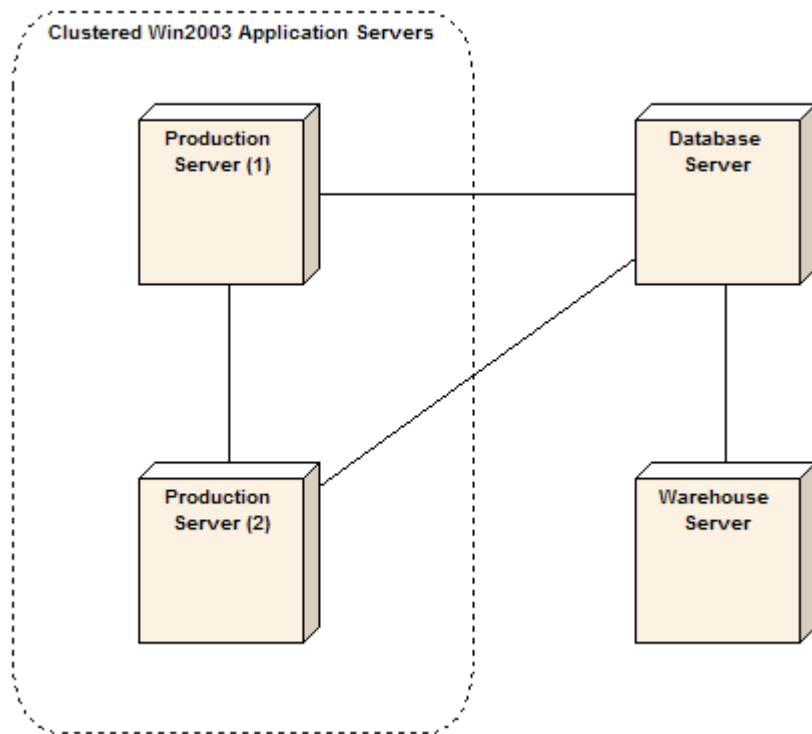 Clustered Win2003 Application Servers
Production
Server (1)
Database
Server
Production
Server (2)
Warehouse
Server